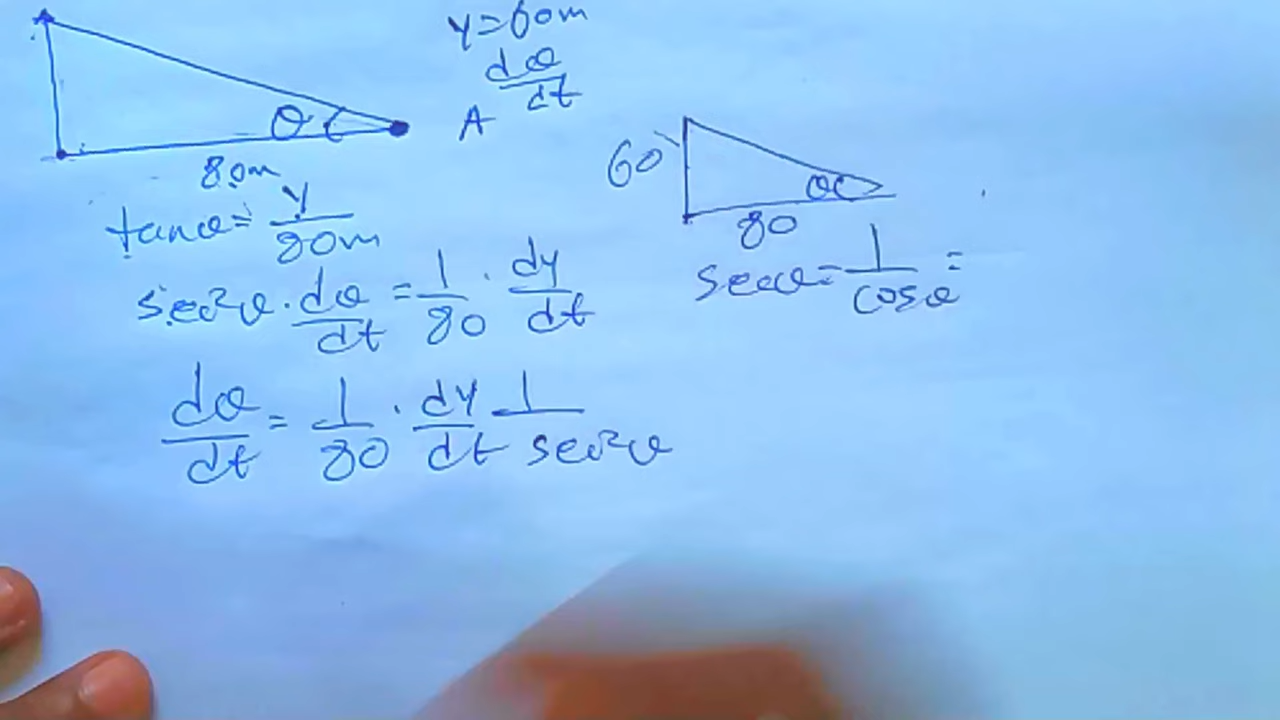 y=60m
dθ/dt
A
θ
80m
tanθ = y/80m
sec²θ · dθ/dt = 1/80 · dy/dt
dθ/dt = 1/80 · dy/dt 1/sec²θ
60
θ
80
secθ = 1/cosθ =